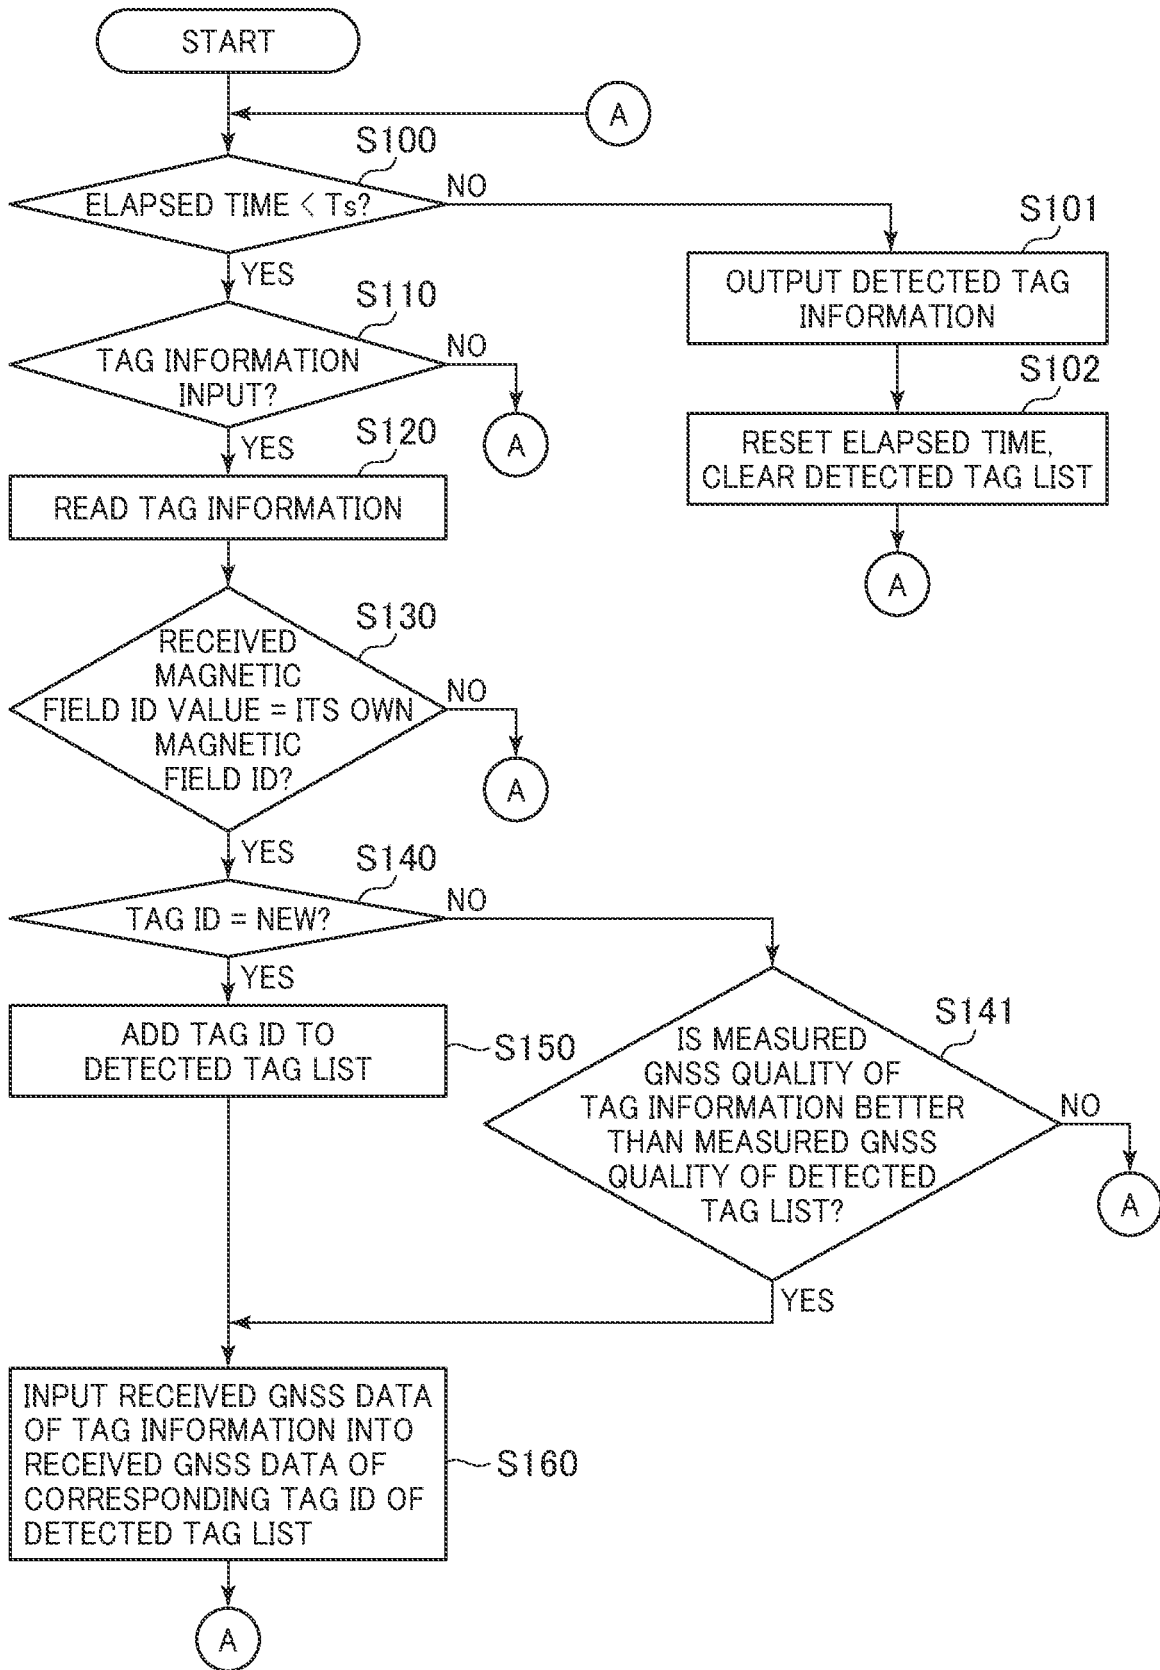 START
A
S100
ELAPSED TIME < Ts?
NO
YES
S101
OUTPUT DETECTED TAG
INFORMATION
S110
TAG INFORMATION
INPUT?
NO
A
YES
S102
RESET ELAPSED TIME,
CLEAR DETECTED TAG LIST
A
S120
READ TAG INFORMATION
S130
RECEIVED
MAGNETIC
FIELD ID VALUE = ITS OWN
MAGNETIC
FIELD ID?
NO
A
YES
S140
TAG ID = NEW?
NO
YES
ADD TAG ID TO
DETECTED TAG LIST
S150
S141
IS MEASURED
GNSS QUALITY OF
TAG INFORMATION BETTER
THAN MEASURED GNSS
QUALITY OF DETECTED
TAG LIST?
NO
A
YES
INPUT RECEIVED GNSS DATA
OF TAG INFORMATION INTO
RECEIVED GNSS DATA OF
CORRESPONDING TAG ID OF
DETECTED TAG LIST
S160
A